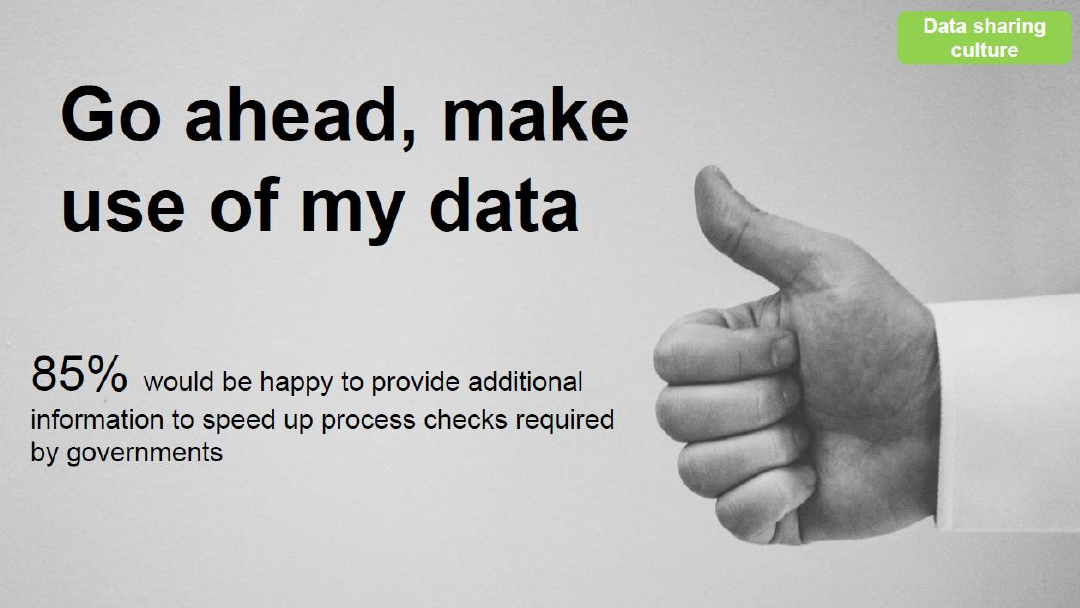 Data sharing
culture
Go ahead, make
use of my data
85% would be happy to provide additional
information to speed up process checks required
by governments